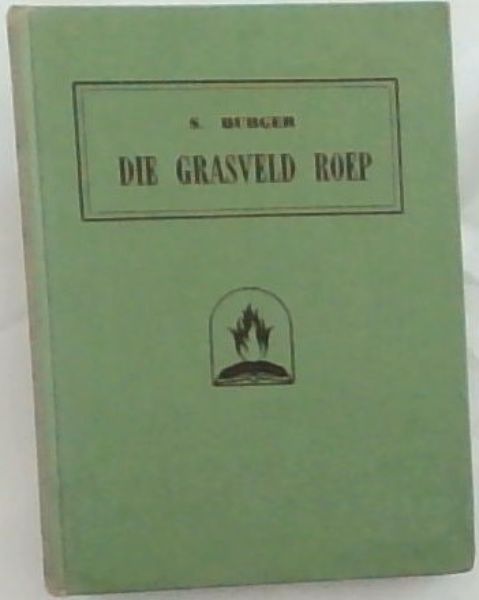 S. BURGER
DIE GRASVELD ROEP